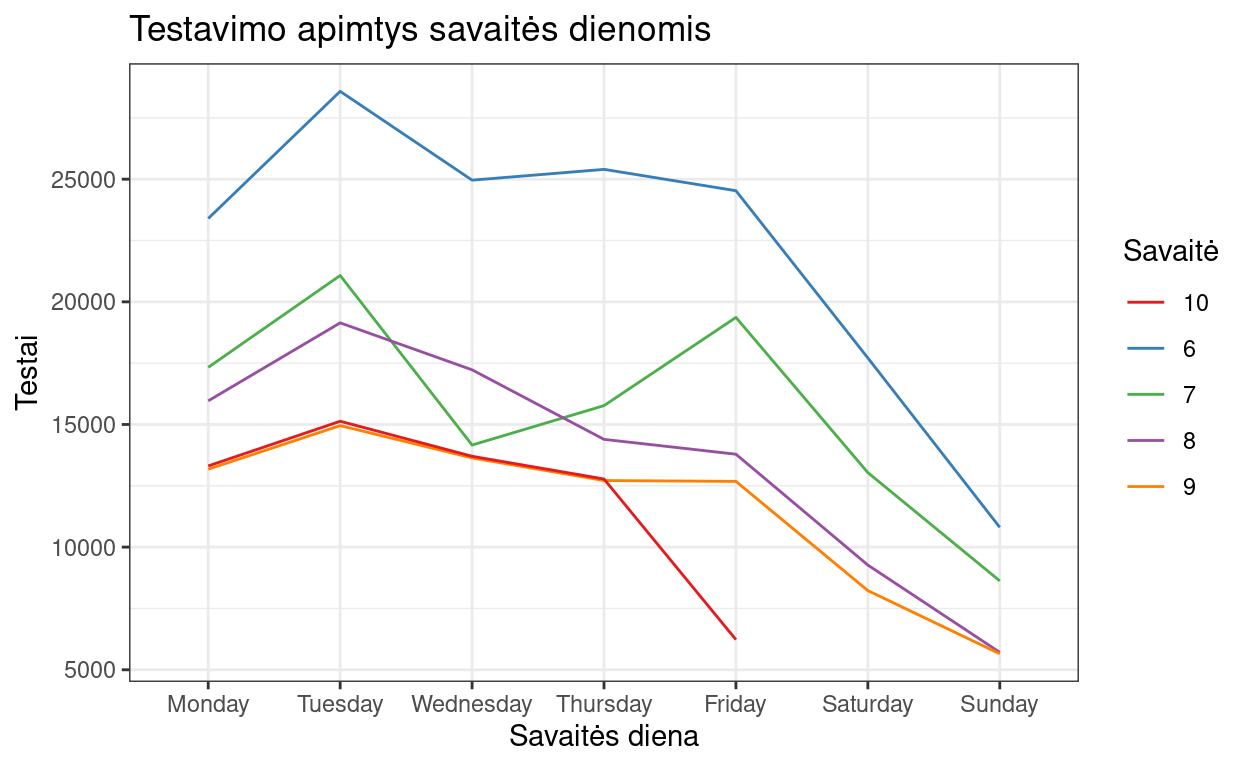 Testavimo apimtys savaitės dienomis
Testai
25000
20000
15000
10000
5000
Monday Tuesday Wednesday Thursday Friday Saturday Sunday
Savaitės diena
Savaitė
10
6
7
8
9